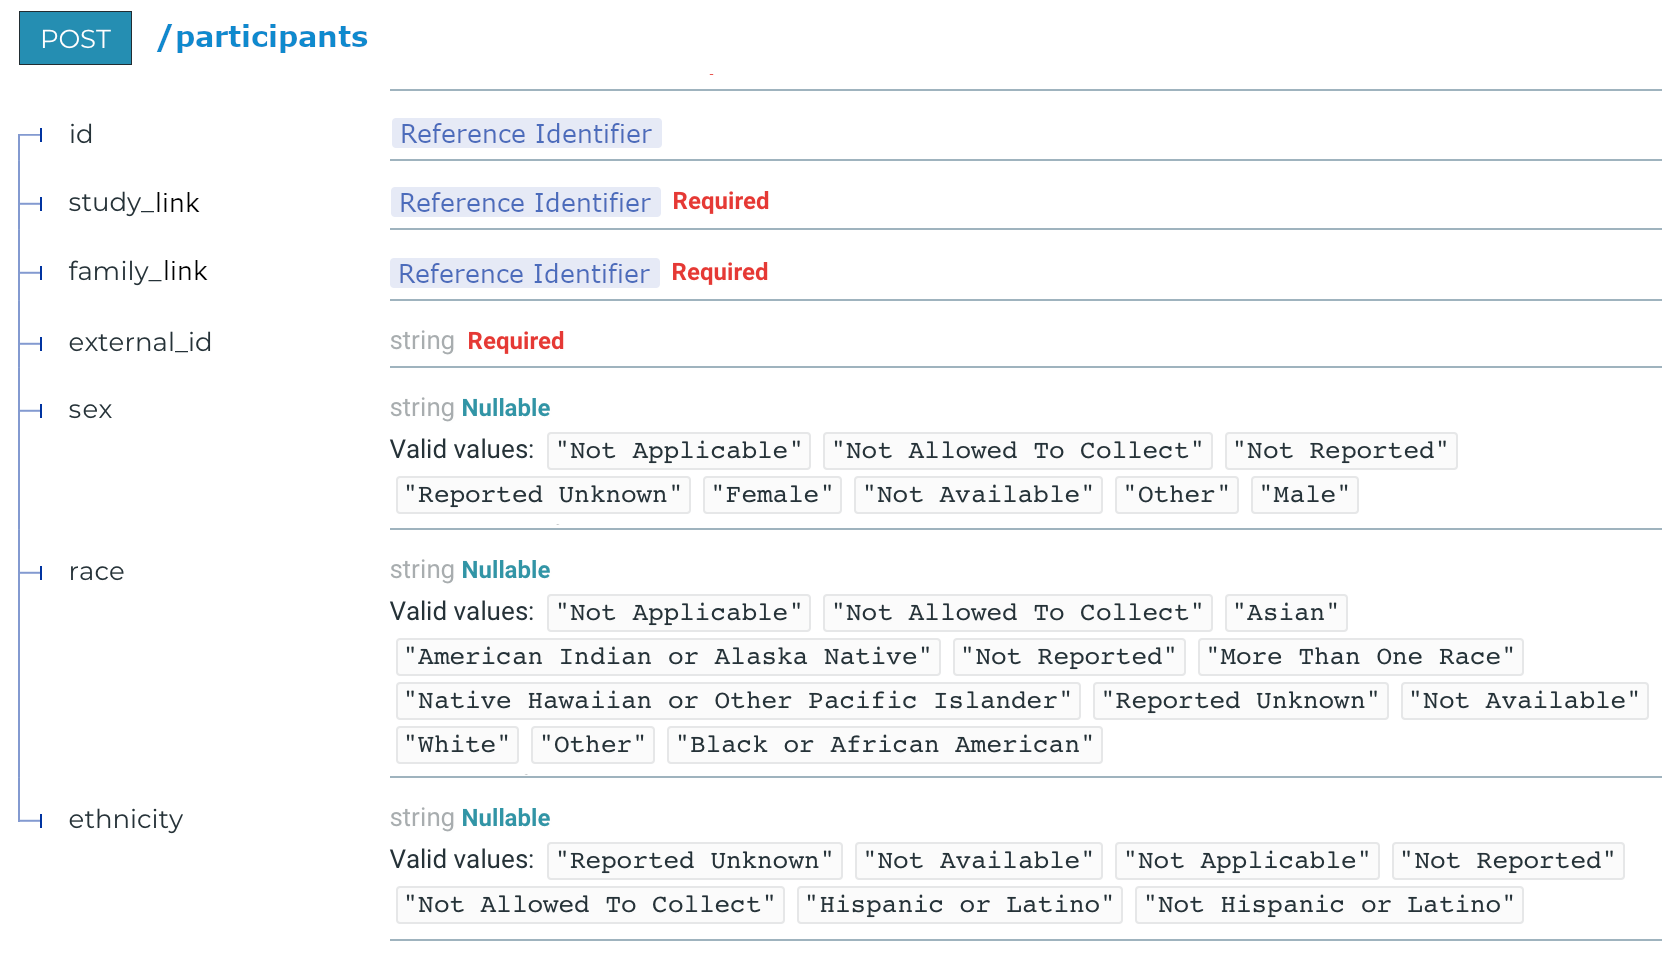 POST /participants
id Reference Identifier
study_link Reference Identifier Required
family_link Reference Identifier Required
external_id string Required
sex string Nullable
Valid values: "Not Applicable" "Not Allowed To Collect" "Not Reported"
"Reported Unknown" "Female" "Not Available" "Other" "Male"
race string Nullable
Valid values: "Not Applicable" "Not Allowed To Collect" "Asian"
"American Indian or Alaska Native" "Not Reported" "More Than One Race"
"Native Hawaiian or Other Pacific Islander" "Reported Unknown" "Not Available"
"White" "Other" "Black or African American"
ethnicity string Nullable
Valid values: "Reported Unknown" "Not Available" "Not Applicable" "Not Reported"
"Not Allowed To Collect" "Hispanic or Latino" "Not Hispanic or Latino"